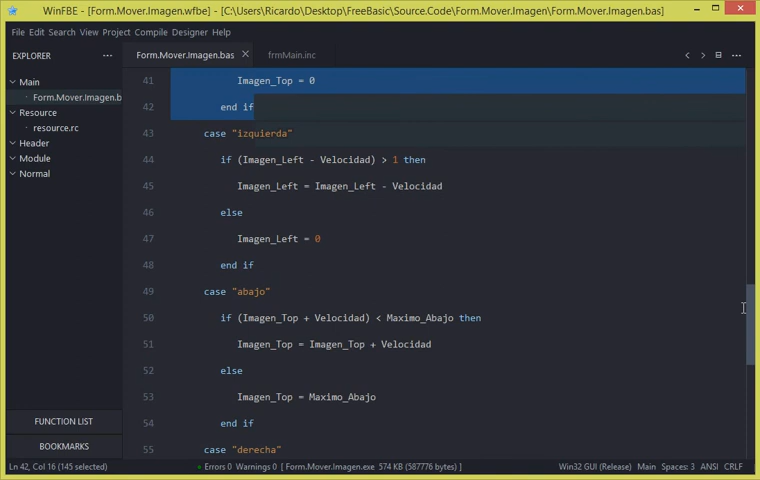 WinFBE - [Form.Mover.Imagen.wfbe] - [C:\Users\Ricardo\Desktop\FreeBasic\Source.Code\Form.Mover.Imagen\Form.Mover.Imagen.bas]
File Edit Search View Project Compile Designer Help
EXPLORER ···
Form.Mover.Imagen.bas
frmMain.inc
Main
Form.Mover.Imagen.b
Resource
resource.rc
Header
Module
Normal
41 Imagen_Top = 0
42 end if
43 case "izquierda"
44 if (Imagen_Left - Velocidad) > 1 then
45 Imagen_Left = Imagen_Left - Velocidad
46 else
47 Imagen_Left = 0
48 end if
49 case "abajo"
50 if (Imagen_Top + Velocidad) < Maximo_Abajo then
51 Imagen_Top = Imagen_Top + Velocidad
52 else
53 Imagen_Top = Maximo_Abajo
54 end if
55 case "derecha"
FUNCTION LIST
BOOKMARKS
Ln 42, Col 16 (145 selected)
Errors 0 Warnings 0 [ Form.Mover.Imagen.exe 574 KB (587776 bytes) ]
Win32 GUI (Release) Main Spaces: 3 ANSI CRLF